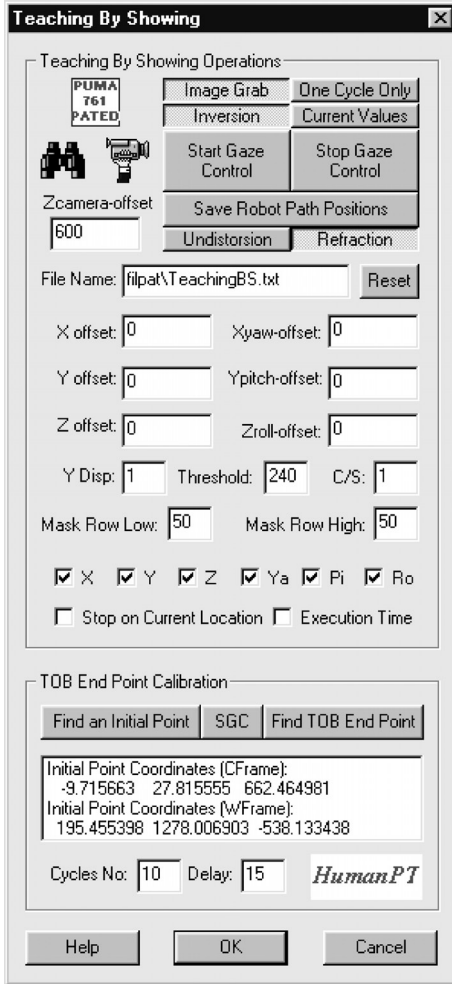 Teaching By Showing
Teaching By Showing Operations
PUMA
761
PATED
Image Grab
One Cycle Only
Inversion
Current Values
Start Gaze
Control
Stop Gaze
Control
Zcamera-offset
600
Save Robot Path Positions
Undistorsion
Refraction
File Name: filpat\TeachingBS.txt Reset
X offset: 0 Xyaw-offset: 0
Y offset: 0 Ypitch-offset: 0
Z offset: 0 Zroll-offset: 0
Y Disp: 1 Threshold: 240 C/S: 1
Mask Row Low: 50 Mask Row High: 50
X Y Z Ya Pi Ro
Stop on Current Location Execution Time
TOB End Point Calibration
Find an Initial Point SGC Find TOB End Point
Initial Point Coordinates (CFrame):
-9.715663 27.815555 662.464981
Initial Point Coordinates (WFrame):
195.455398 1278.006903 -538.133438
Cycles No: 10 Delay: 15 HumanPT
Help OK Cancel